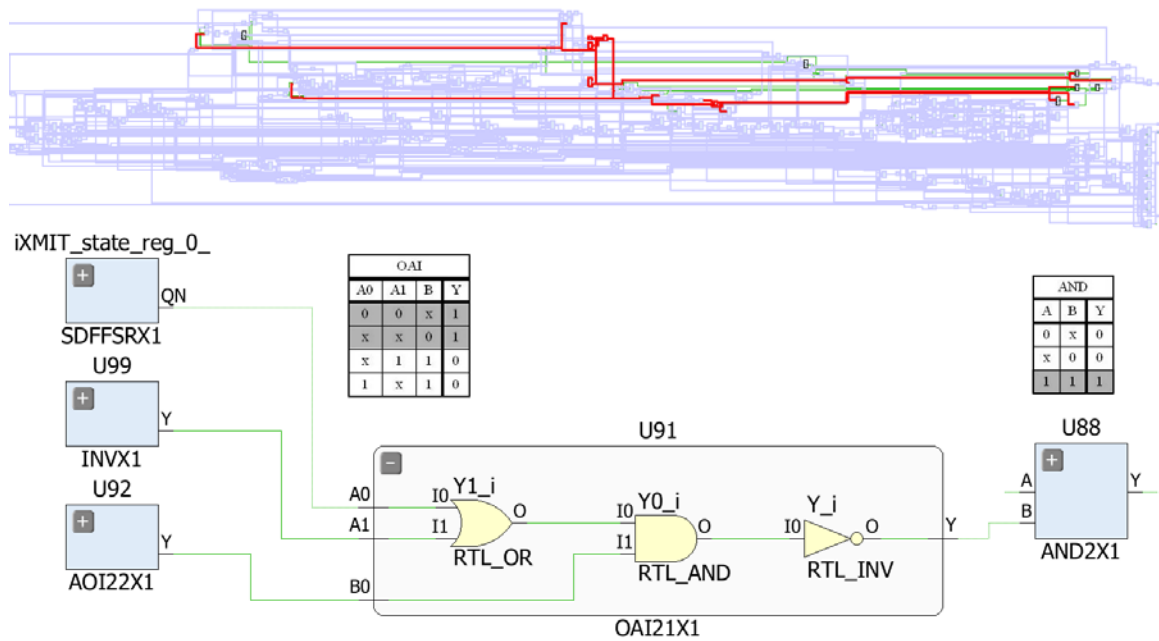 iXMIT_state_reg_0_
+
QN
SDFFSRX1
U99
+
Y
INVX1
U92
+
Y
AOI22X1
OAI
A0 A1 B Y
0 0 x 1
x x 0 1
x 1 1 0
1 x 1 0
AND
A B Y
0 x 0
x 0 0
1 1 1
U91
-
A0
A1
B0
I0 Y1_i
O
I1
RTL_OR
I0 Y0_i
O
I1
RTL_AND
I0 Y_i O
RTL_INV
Y
OAI21X1
U88
+
A
B
Y
AND2X1